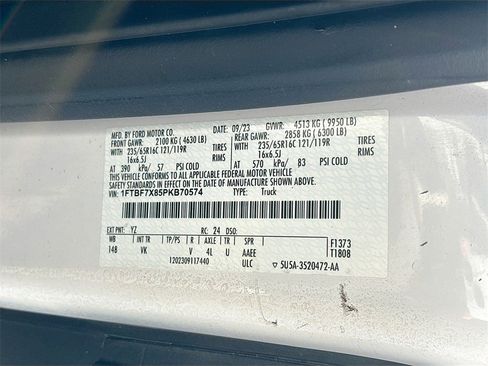 MFD. BY FORD MOTOR CO. 09/23 GVWR: 4513 KG ( 9950 LB)
FRONT GAWR: 2100 KG ( 4630 LB) REAR GAWR: 2858 KG ( 6300 LB)
WITH 235/65R16C 121/119R TIRES WITH 235/65R16C 121/119R TIRES
16x6.5J RIMS 16x6.5J RIMS
AT 390 kPa/ 57 PSI COLD AT 570 kPa/ 83 PSI COLD
THIS VEHICLE CONFORMS TO ALL APPLICABLE FEDERAL MOTOR VEHICLE
SAFETY STANDARDS IN EFFECT ON THE DATE OF MANUFACTURE SHOWN ABOVE.
VIN: 1FTBF7X85PKB70574 TYPE: Truck
EXT PNT: YZ RC: 24 DSO:
WB INT TR TP/PS R AXLE TR SPR F1373
148 VK V 4L U AAEE T1808
1202309117440 ULC 5U5A-3520472-AA